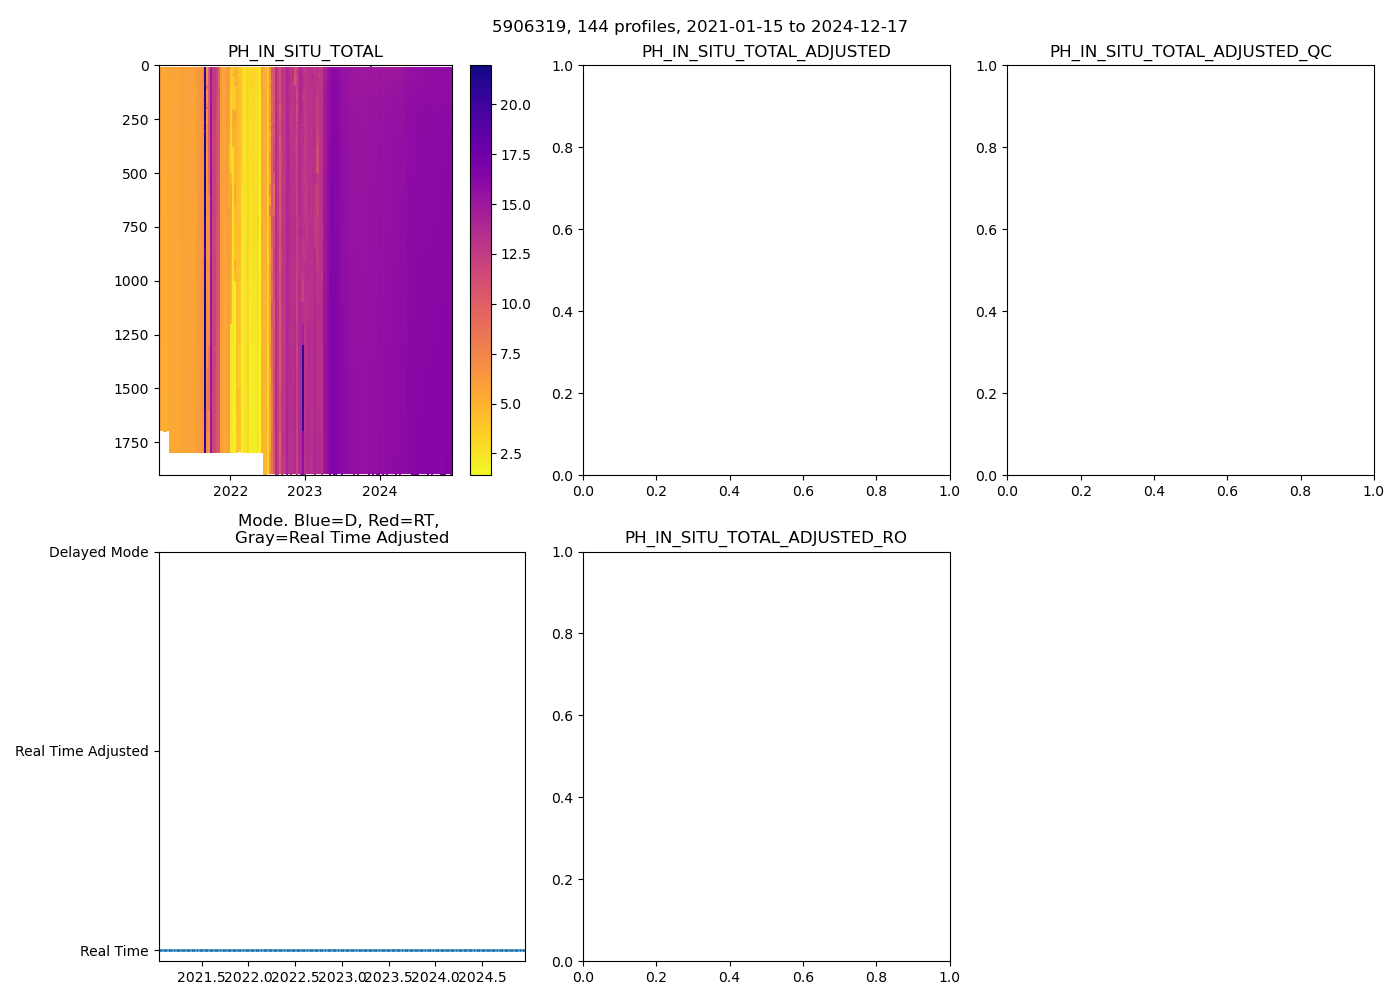 5906319, 144 profiles, 2021-01-15 to 2024-12-17
PH_IN_SITU_TOTAL
0
250
500
750
1000
1250
1500
1750
2022
2023
2024
20.0
17.5
15.0
12.5
10.0
7.5
5.0
2.5
PH_IN_SITU_TOTAL_ADJUSTED
1.0
0.8
0.6
0.4
0.2
0.0
0.0 0.2 0.4 0.6 0.8 1.0
PH_IN_SITU_TOTAL_ADJUSTED_QC
1.0
0.8
0.6
0.4
0.2
0.0
0.0 0.2 0.4 0.6 0.8 1.0
Mode. Blue=D, Red=RT,
Gray=Real Time Adjusted
Delayed Mode
Real Time Adjusted
Real Time
2021.5 2022.0 2022.5 2023.0 2023.5 2024.0 2024.5
PH_IN_SITU_TOTAL_ADJUSTED_RO
1.0
0.8
0.6
0.4
0.2
0.0
0.0 0.2 0.4 0.6 0.8 1.0